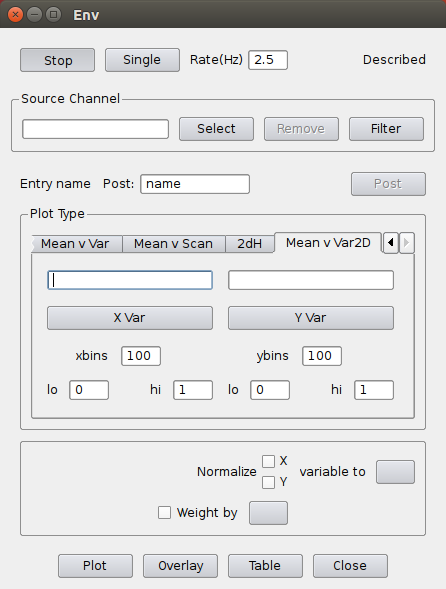 Env
Stop Single Rate(Hz) 2.5 Described
Source Channel
Select Remove Filter
Entry name Post: name Post
Plot Type
Mean v Var Mean v Scan 2dH Mean v Var2D
X Var Y Var
xbins 100 ybins 100
lo 0 hi 1 lo 0 hi 1
Normalize X Y variable to
Weight by
Plot Overlay Table Close